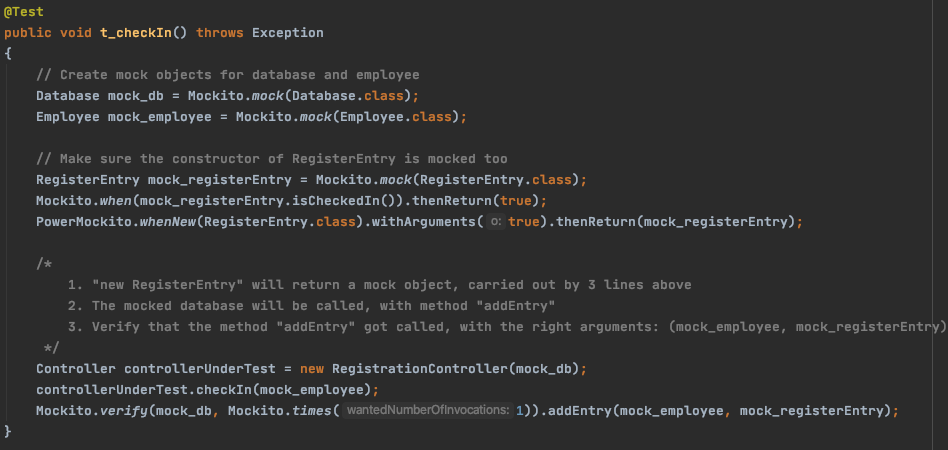 @Test
public void t_checkIn() throws Exception
{
// Create mock objects for database and employee
Database mock_db = Mockito.mock(Database.class);
Employee mock_employee = Mockito.mock(Employee.class);
// Make sure the constructor of RegisterEntry is mocked too
RegisterEntry mock_registerEntry = Mockito.mock(RegisterEntry.class);
Mockito.when(mock_registerEntry.isCheckedIn()).thenReturn(true);
PowerMockito.whenNew(RegisterEntry.class).withArguments( o: true).thenReturn(mock_registerEntry);
/*
1. "new RegisterEntry" will return a mock object, carried out by 3 lines above
2. The mocked database will be called, with method "addEntry"
3. Verify that the method "addEntry" got called, with the right arguments: (mock_employee, mock_registerEntry)
*/
Controller controllerUnderTest = new RegistrationController(mock_db);
controllerUnderTest.checkIn(mock_employee);
Mockito.verify(mock_db, Mockito.times( wantedNumberOfInvocations: 1)).addEntry(mock_employee, mock_registerEntry);
}